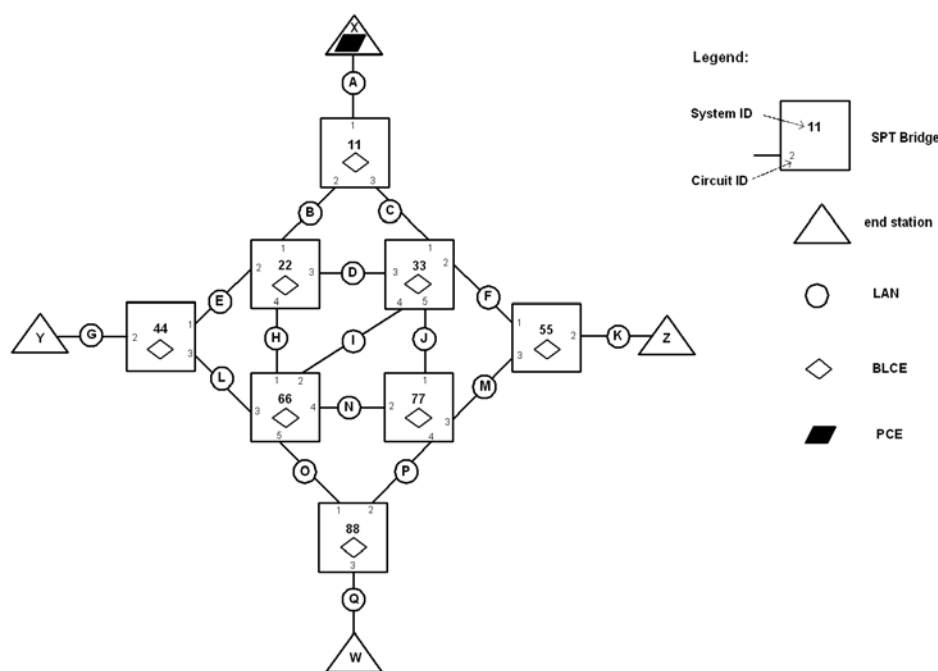 X
A
Legend:
1
11
2 3
System ID
11
SPT Bridge
2
Circuit ID
B
C
1
22
2 3
4
D
1
33
2
3
4 5
end station
E
F
LAN
Y
G
44
1
2
3
H
I
J
55
1
2
3
K
Z
L
M
BLCE
1 2
66
3
4
5
N
1
77
2
3
4
PCE
O
P
1 2
88
3
Q
W